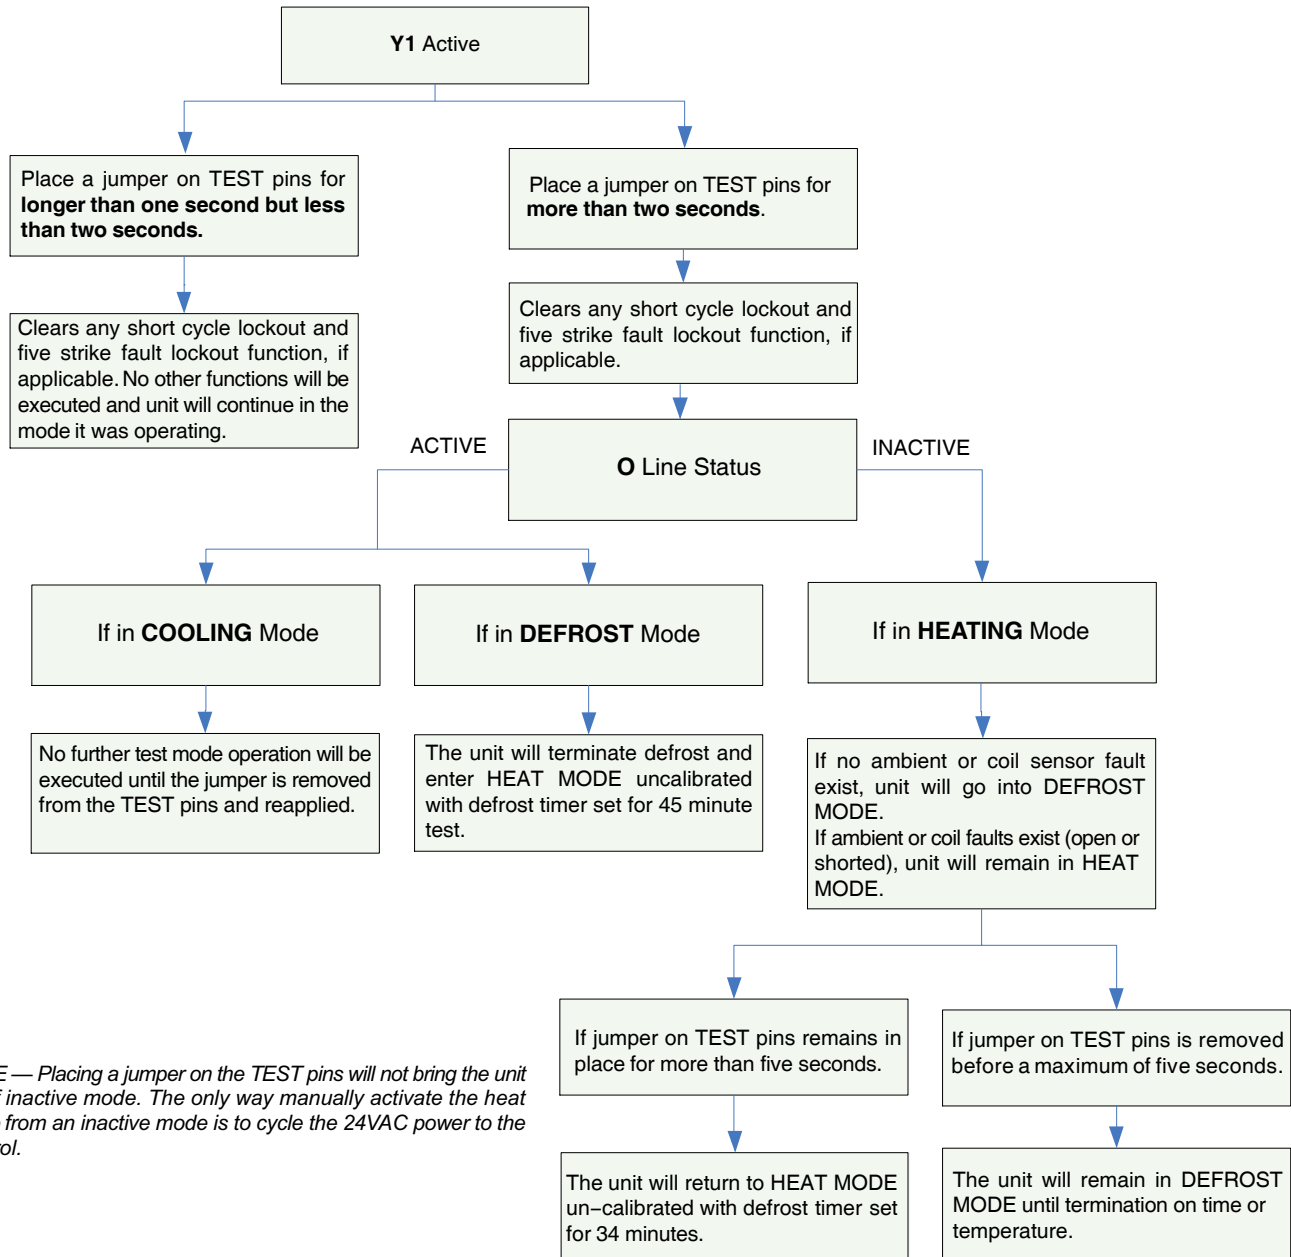 Y1 Active
Place a jumper on TEST pins for
longer than one second but less
than two seconds.
Place a jumper on TEST pins for
more than two seconds.
Clears any short cycle lockout and
five strike fault lockout function, if
applicable. No other functions will be
executed and unit will continue in the
mode it was operating.
Clears any short cycle lockout and
five strike fault lockout function, if
applicable.
ACTIVE
O Line Status
INACTIVE
If in COOLING Mode
If in DEFROST Mode
If in HEATING Mode
No further test mode operation will be
executed until the jumper is removed
from the TEST pins and reapplied.
The unit will terminate defrost and
enter HEAT MODE uncalibrated
with defrost timer set for 45 minute
test.
If no ambient or coil sensor fault
exist, unit will go into DEFROST
MODE.
If ambient or coil faults exist (open or
shorted), unit will remain in HEAT
MODE.
If jumper on TEST pins remains in
place for more than five seconds.
If jumper on TEST pins is removed
before a maximum of five seconds.
E — Placing a jumper on the TEST pins will not bring the unit
inactive mode. The only way manually activate the heat
from an inactive mode is to cycle the 24VAC power to the
rol.
The unit will return to HEAT MODE
un–calibrated with defrost timer set
for 34 minutes.
The unit will remain in DEFROST
MODE until termination on time or
temperature.